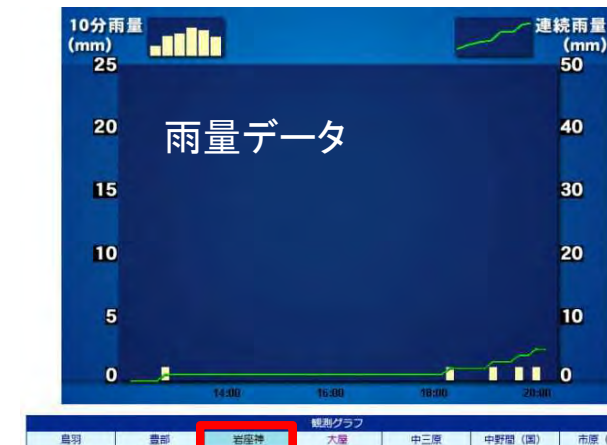 10分雨量
(mm)
連続雨量
(mm)
25
50
雨量データ
20
40
15
30
10
20
5
10
0
0
14:00
16:00
18:00
20:00
観測グラフ
鳥羽
豊部
岩座神
大屋
中三原
中野間（国）
市原